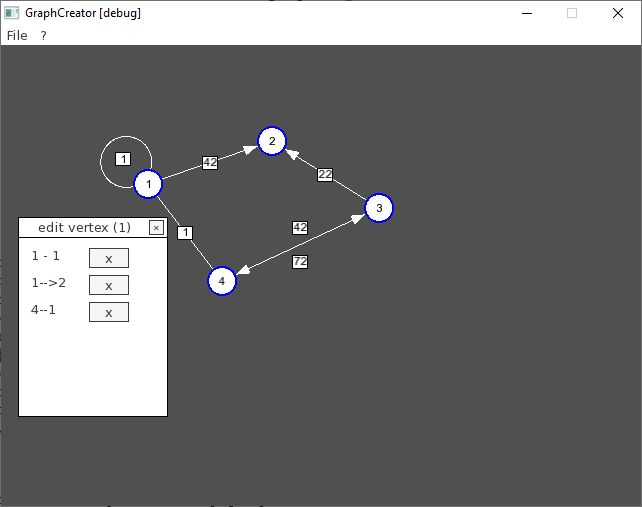 GraphCreator [debug]
File ?
2
1
42
22
1
3
42
1
edit vertex (1) ×
72
4
1 - 1 x
1-->2 x
4--1 x